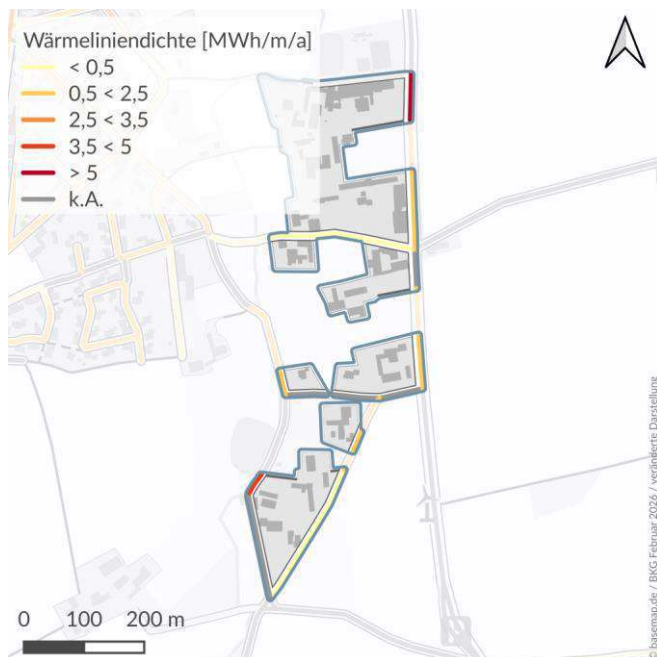 Wärmeliniendichte [MWh/m/a]
< 0,5
0,5 < 2,5
2,5 < 3,5
3,5 < 5
> 5
k.A.
0 100 200 m
© basemap.de / BKG Februar 2026 / veränderte Darstellung